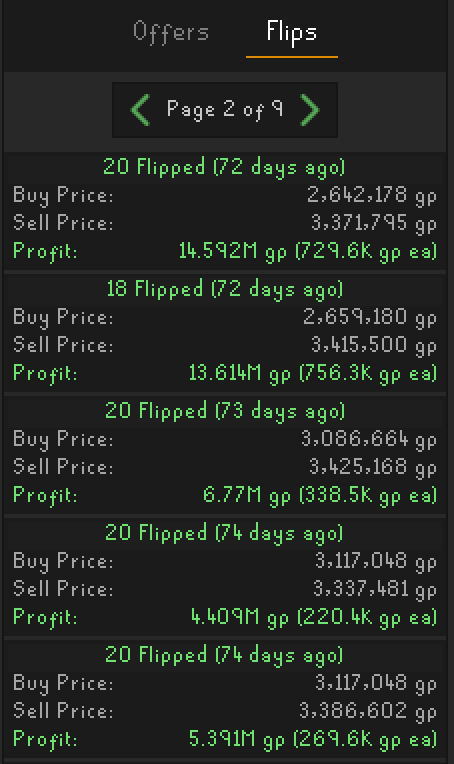 Offers Flips
Page 2 of 9
20 Flipped (72 days ago)
Buy Price: 2,642,178 gp
Sell Price: 3,371,795 gp
Profit: 14.592M gp (729.6K gp ea)
18 Flipped (72 days ago)
Buy Price: 2,659,180 gp
Sell Price: 3,415,500 gp
Profit: 13.614M gp (756.3K gp ea)
20 Flipped (73 days ago)
Buy Price: 3,086,664 gp
Sell Price: 3,425,168 gp
Profit: 6.77M gp (338.5K gp ea)
20 Flipped (74 days ago)
Buy Price: 3,117,048 gp
Sell Price: 3,337,481 gp
Profit: 4.409M gp (220.4K gp ea)
20 Flipped (74 days ago)
Buy Price: 3,117,048 gp
Sell Price: 3,386,602 gp
Profit: 5.391M gp (269.6K gp ea)